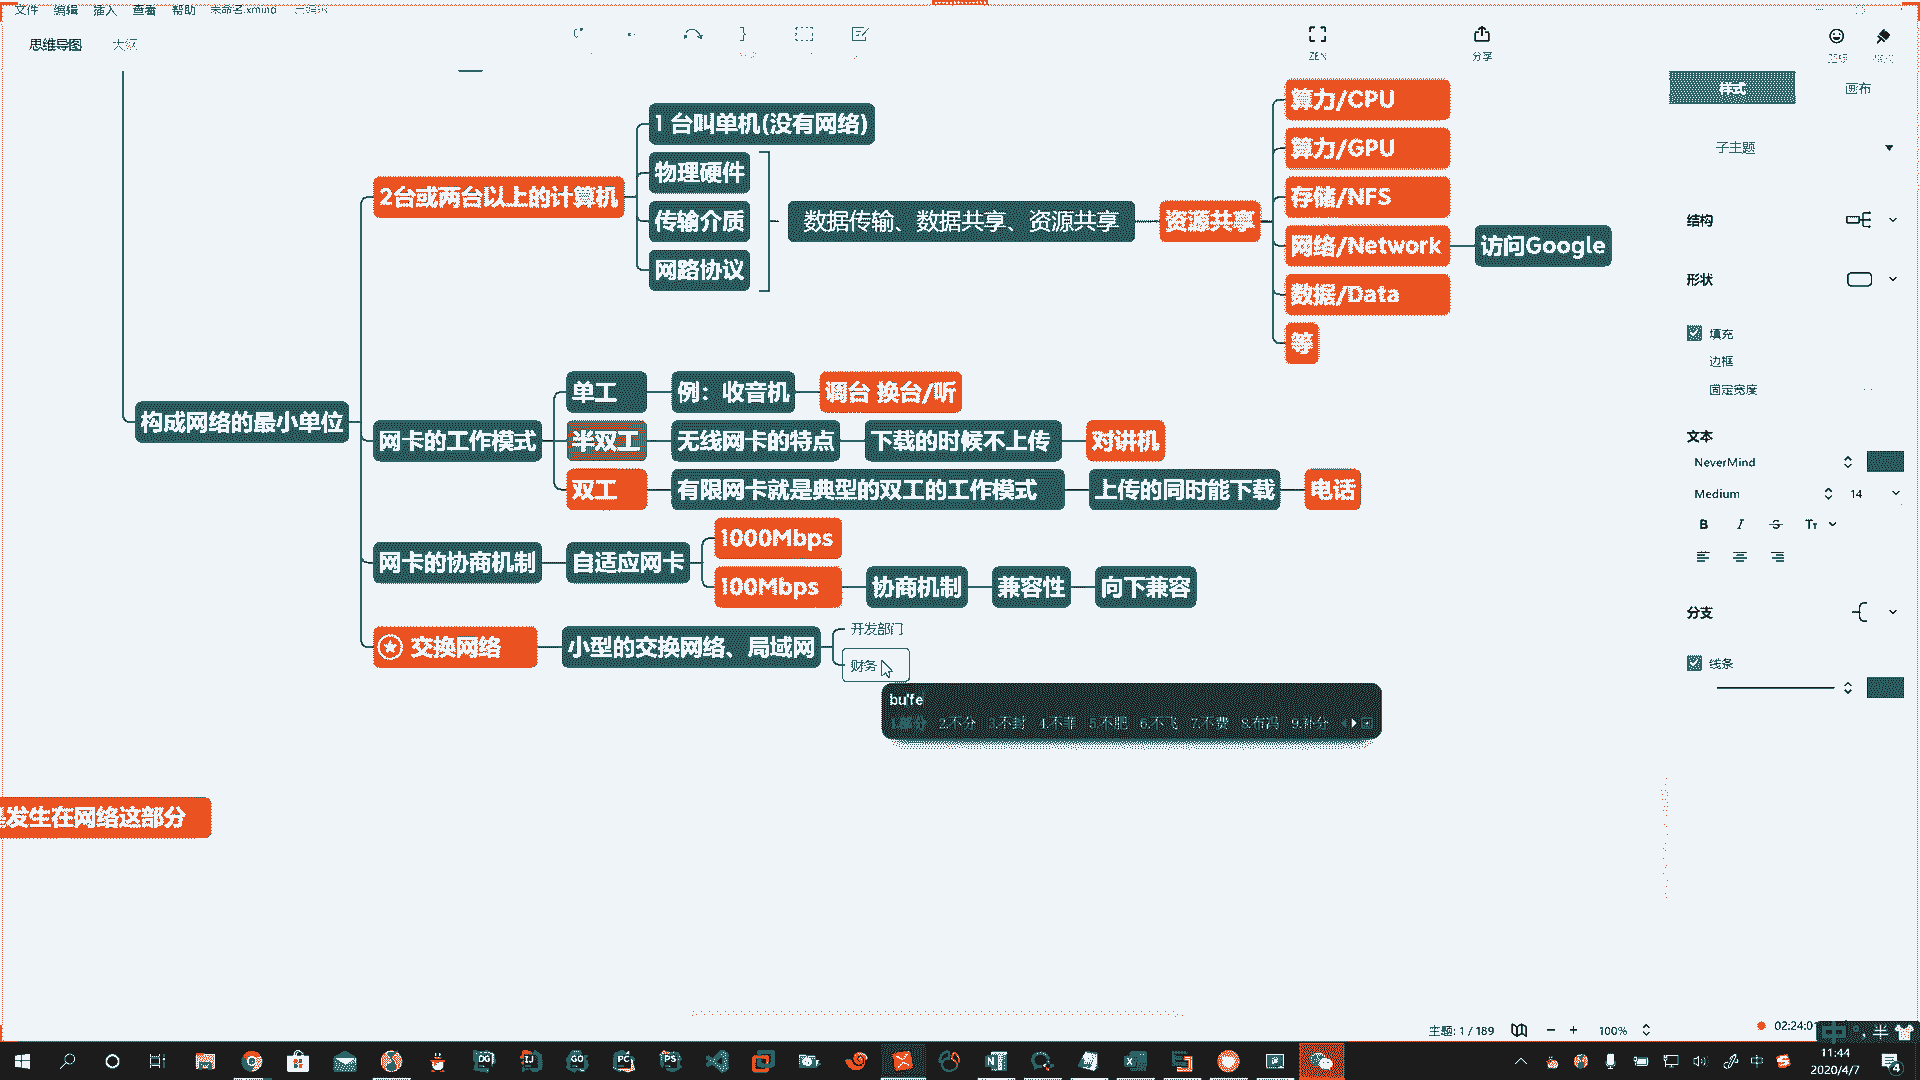 文件 编辑 插入 查看 帮助 未命名.xmind
思维导图 大纲
ZEN
分享
样式 画布
1 台叫单机(没有网络)
物理硬件
2台或两台以上的计算机
传输介质
网路协议
数据传输、数据共享、资源共享
资源共享
算力/CPU
算力/GPU
存储/NFS
网络/Network
访问Google
数据/Data
等
构成网络的最小单位
网卡的工作模式
单工
例：收音机
调台 换台/听
半双工
无线网卡的特点
下载的时候不上传
对讲机
双工
有限网卡就是典型的双工的工作模式
上传的同时能下载
电话
网卡的协商机制
自适应网卡
1000Mbps
100Mbps
协商机制
兼容性
向下兼容
交换网络
小型的交换网络、局域网
开发部门
财务
bu'fe
1.部分 2.不分 3.不封 4.不菲 5.不肥 6.不飞 7.不费 8.布冯 9.补分
发生在网络这部分
子主题
结构
形状
填充
边框
固定宽度
文本
NeverMind
Medium 14
B I S Tт
分支
线条
主题: 1 / 189
100%
02:24:01
中 半
中
11:44
2020/4/7
4